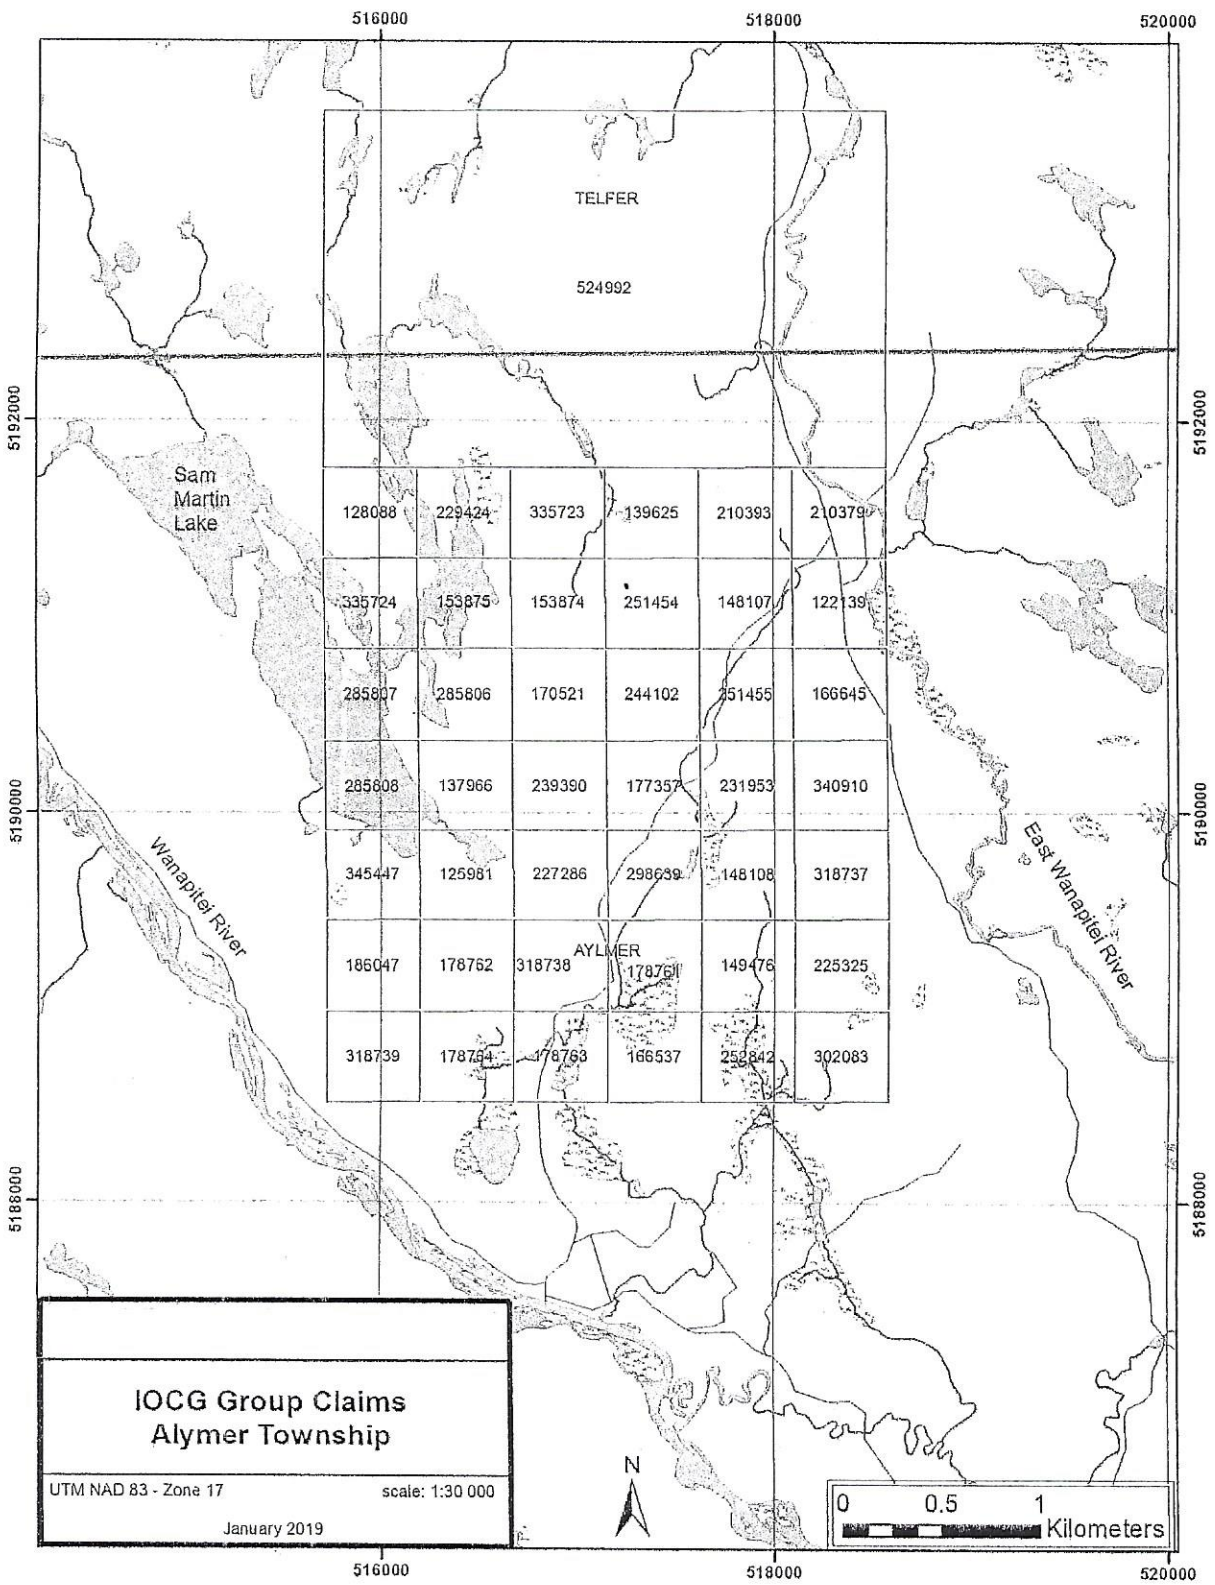 516000
518000
520000
TELFER
524992
5192000
5192000
Sam
Martin
Lake
128088 229424 335723 139625 210393 210379
335724 153875 153874 251454 148107 122139
285807 285806 170521 244102 251455 166645
285808 137966 239390 177357 231953 340910
5190000
5190000
Wanapitei River
East Wanapitei River
345447 125981 227286 298639 148108 318737
AYLMER
186047 178762 318738 178761 149476 225325
318739 178764 178763 166537 252842 302083
5188000
5188000
IOCG Group Claims
Alymer Township
UTM NAD 83 - Zone 17 scale: 1:30 000
January 2019
N
0 0.5 1
Kilometers
516000
518000
520000